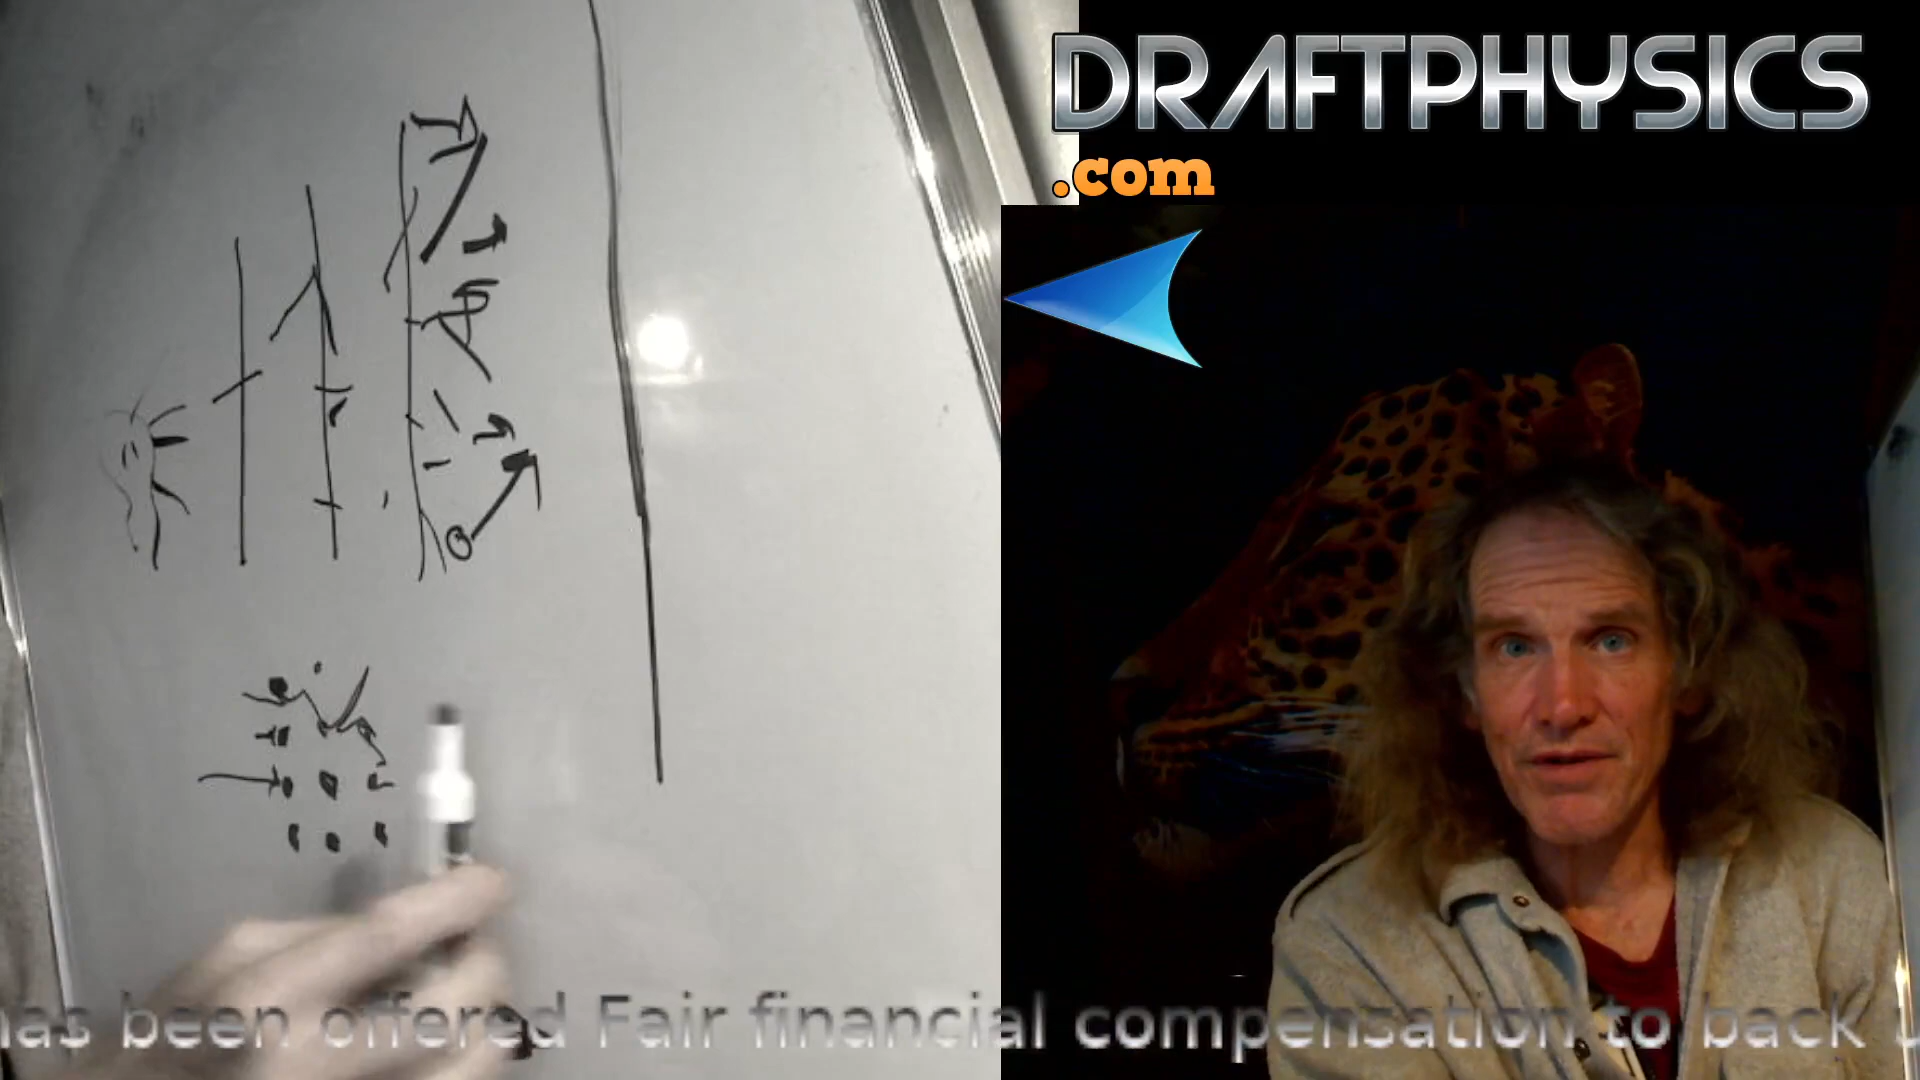 DRAFTPHYSICS
.com
has been offered Fair financial compensation to back